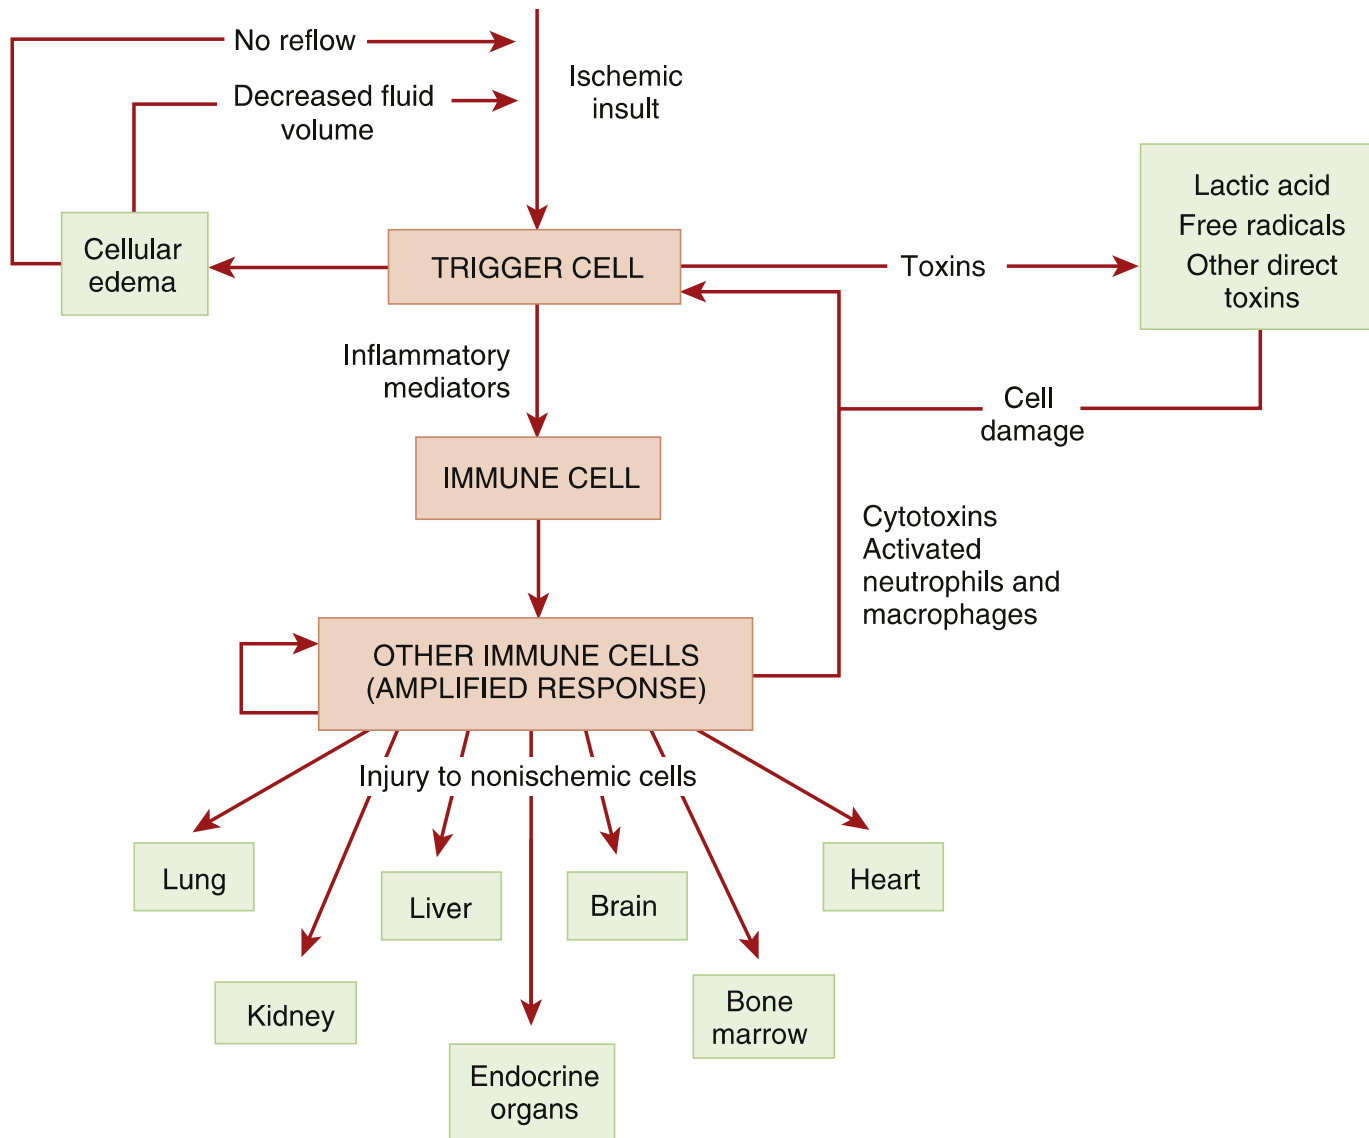 No reflow
Decreased fluid
volume
Ischemic
insult
Cellular
edema
TRIGGER CELL
Toxins
Lactic acid
Free radicals
Other direct
toxins
Inflammatory
mediators
Cell
damage
IMMUNE CELL
Cytotoxins
Activated
neutrophils and
macrophages
OTHER IMMUNE CELLS
(AMPLIFIED RESPONSE)
Injury to nonischemic cells
Lung
Liver
Brain
Heart
Kidney
Bone
marrow
Endocrine
organs